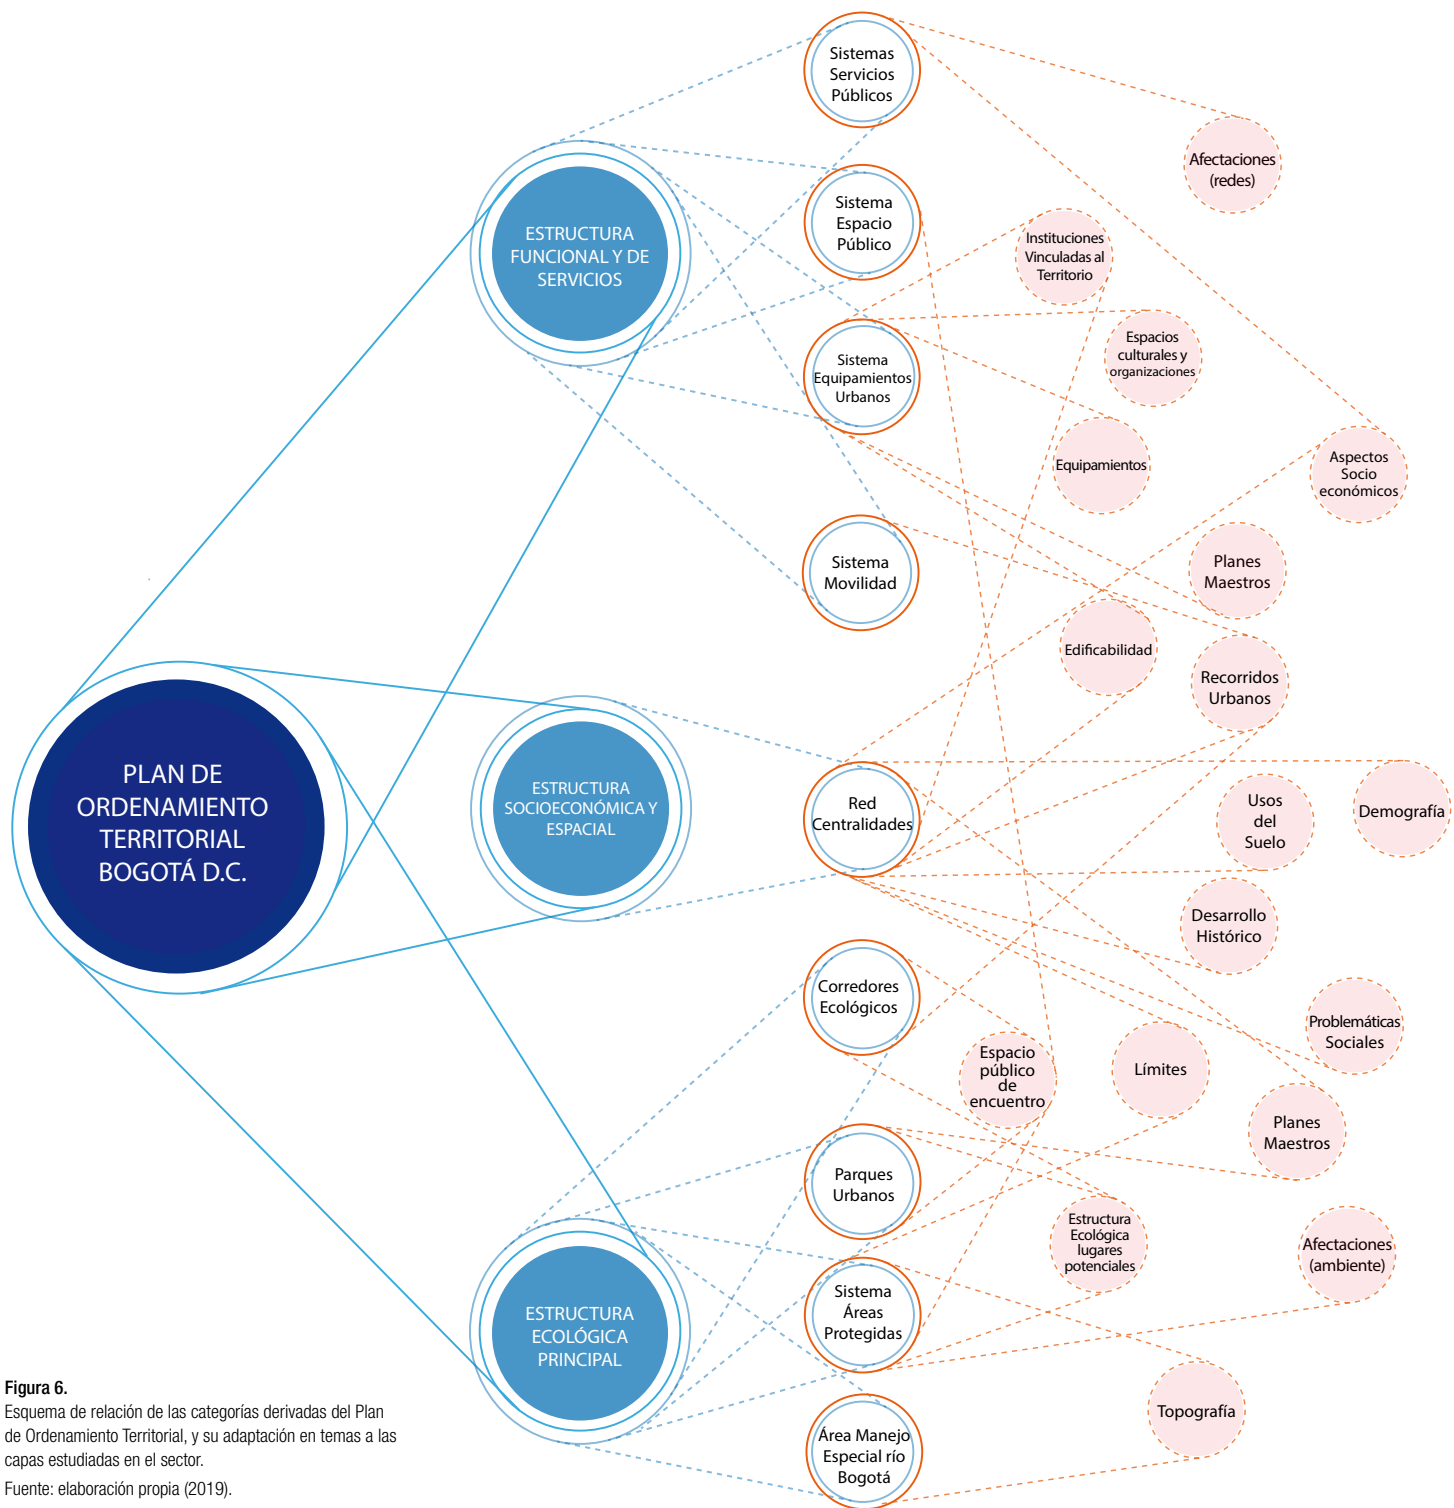 PLAN DE
ORDENAMIENTO
TERRITORIAL
BOGOTÁ D.C.
ESTRUCTURA
FUNCIONAL Y DE
SERVICIOS
ESTRUCTURA
SOCIOECONÓMICA Y
ESPACIAL
ESTRUCTURA
ECOLÓGICA
PRINCIPAL
Sistemas
Servicios
Públicos
Sistema
Espacio
Público
Sistema
Equipamientos
Urbanos
Sistema
Movilidad
Red
Centralidades
Corredores
Ecológicos
Parques
Urbanos
Sistema
Áreas
Protegidas
Área Manejo
Especial río
Bogotá
Afectaciones
(redes)
Instituciones
Vinculadas al
Territorio
Espacios
culturales y
organizaciones
Equipamientos
Aspectos
Socio
económicos
Planes
Maestros
Edificabilidad
Recorridos
Urbanos
Usos
del
Suelo
Demografía
Desarrollo
Histórico
Problemáticas
Sociales
Espacio
público
de
encuentro
Límites
Planes
Maestros
Estructura
Ecológica
lugares
potenciales
Afectaciones
(ambiente)
Topografía
Figura 6.
Esquema de relación de las categorías derivadas del Plan
de Ordenamiento Territorial, y su adaptación en temas a las
capas estudiadas en el sector.
Fuente: elaboración propia (2019).